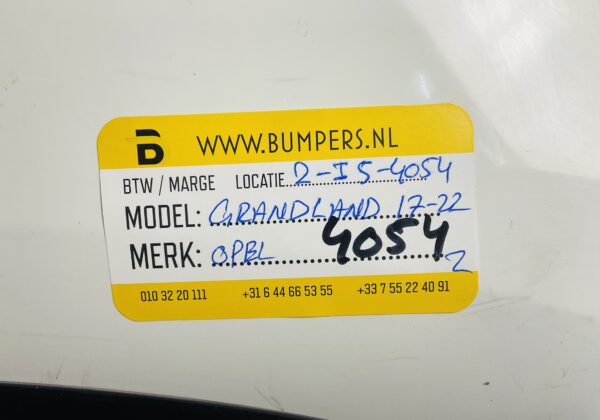 B WWW.BUMPERS.NL
BTW / MARGE LOCATIE 2-I5-4054
MODEL: GRANDLAND 17-22
MERK: OPEL 4054 2
010 32 20 111 +31 6 44 66 53 55 +33 7 55 22 40 91